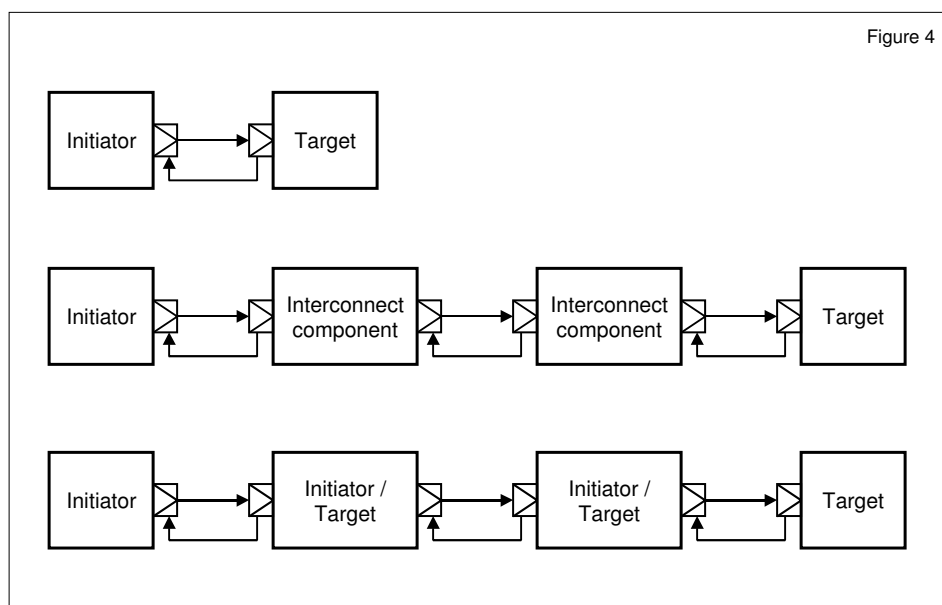 Figure 4
Initiator
Target
Initiator
Interconnect
component
Interconnect
component
Target
Initiator
Initiator /
Target
Initiator /
Target
Target